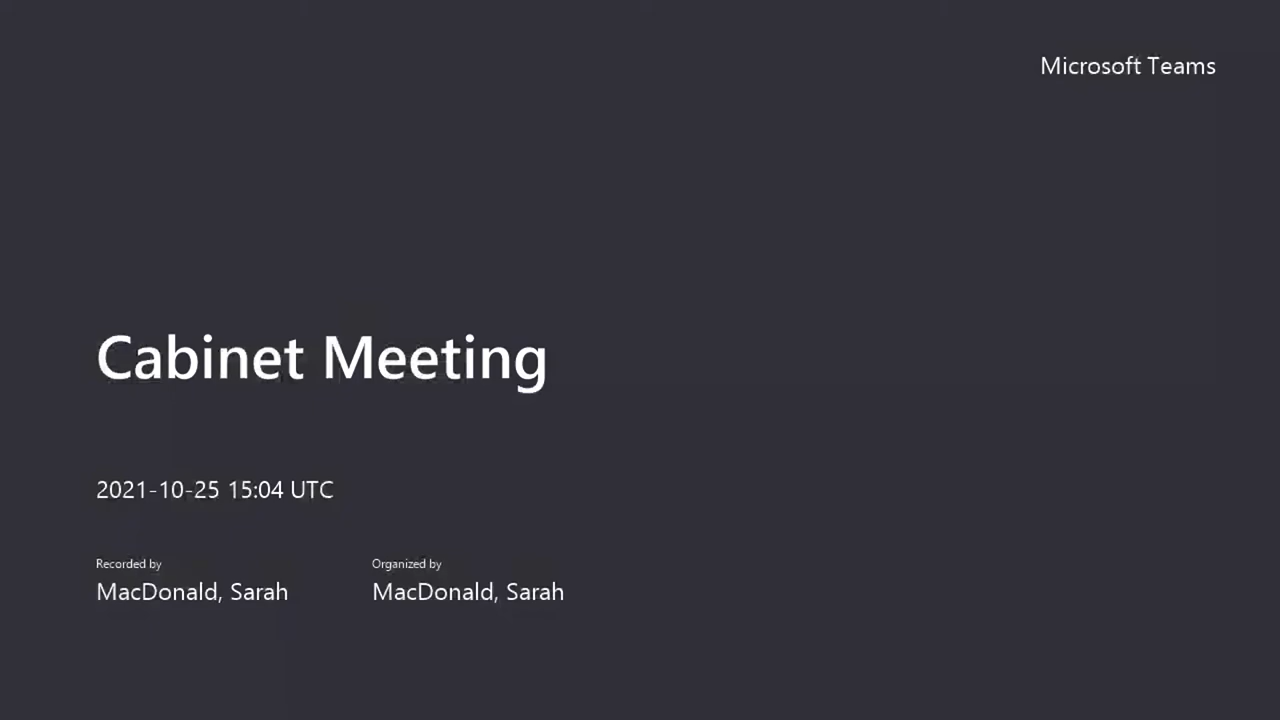 Microsoft Teams
Cabinet Meeting
2021-10-25 15:04 UTC
Recorded by
MacDonald, Sarah
Organized by
MacDonald, Sarah